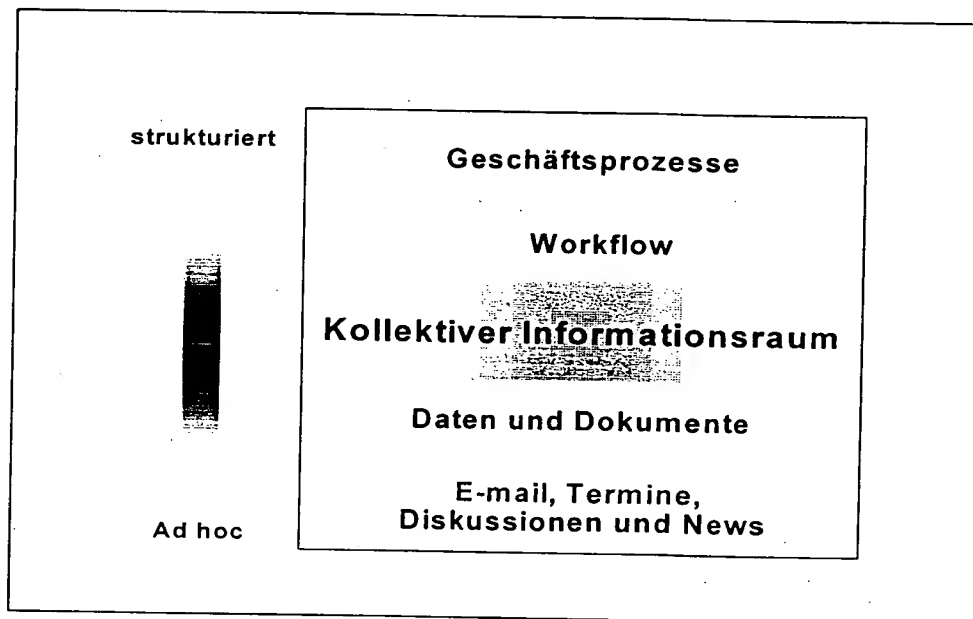 strukturiert
Geschäftsprozesse
Workflow
Kollektiver Informationsraum
Daten und Dokumente
E-mail, Termine,
Diskussionen und News
Ad hoc